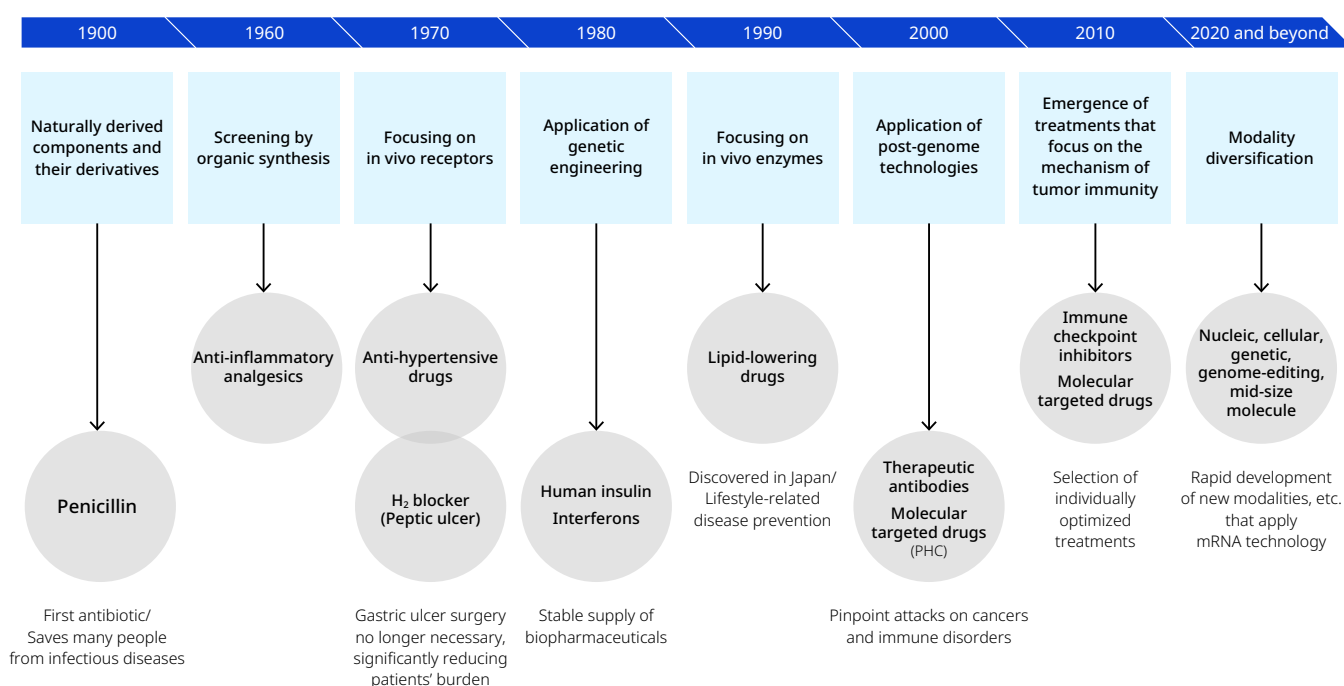 1900
1960
1970
1980
1990
2000
2010
2020 and beyond
Naturally derived
components and
their derivatives
Screening by
organic synthesis
Focusing on
in vivo receptors
Application of
genetic
engineering
Focusing on
in vivo enzymes
Application of
post-genome
technologies
Emergence of
treatments that
focus on the
mechanism of
tumor immunity
Modality
diversification
Penicillin
First antibiotic/
Saves many people
from infectious diseases
Anti-inflammatory
analgesics
Anti-hypertensive
drugs
H₂ blocker
(Peptic ulcer)
Gastric ulcer surgery
no longer necessary,
significantly reducing
patients’ burden
Human insulin
Interferons
Stable supply of
biopharmaceuticals
Lipid-lowering
drugs
Discovered in Japan/
Lifestyle-related
disease prevention
Therapeutic
antibodies
Molecular
targeted drugs
(PHC)
Pinpoint attacks on cancers
and immune disorders
Immune
checkpoint
inhibitors
Molecular
targeted drugs
Selection of
individually
optimized
treatments
Nucleic, cellular,
genetic,
genome-editing,
mid-size
molecule
Rapid development
of new modalities, etc.
that apply
mRNA technology